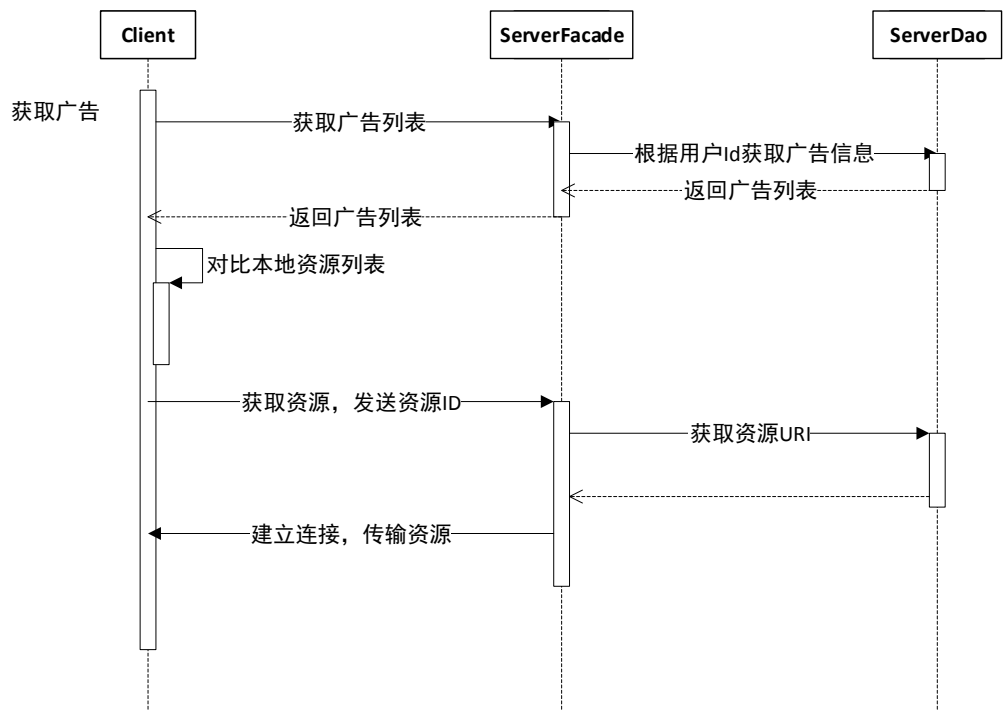 Client
ServerFacade
ServerDao
获取广告
获取广告列表
根据用户Id获取广告信息
返回广告列表
返回广告列表
对比本地资源列表
获取资源，发送资源ID
获取资源URI
建立连接，传输资源